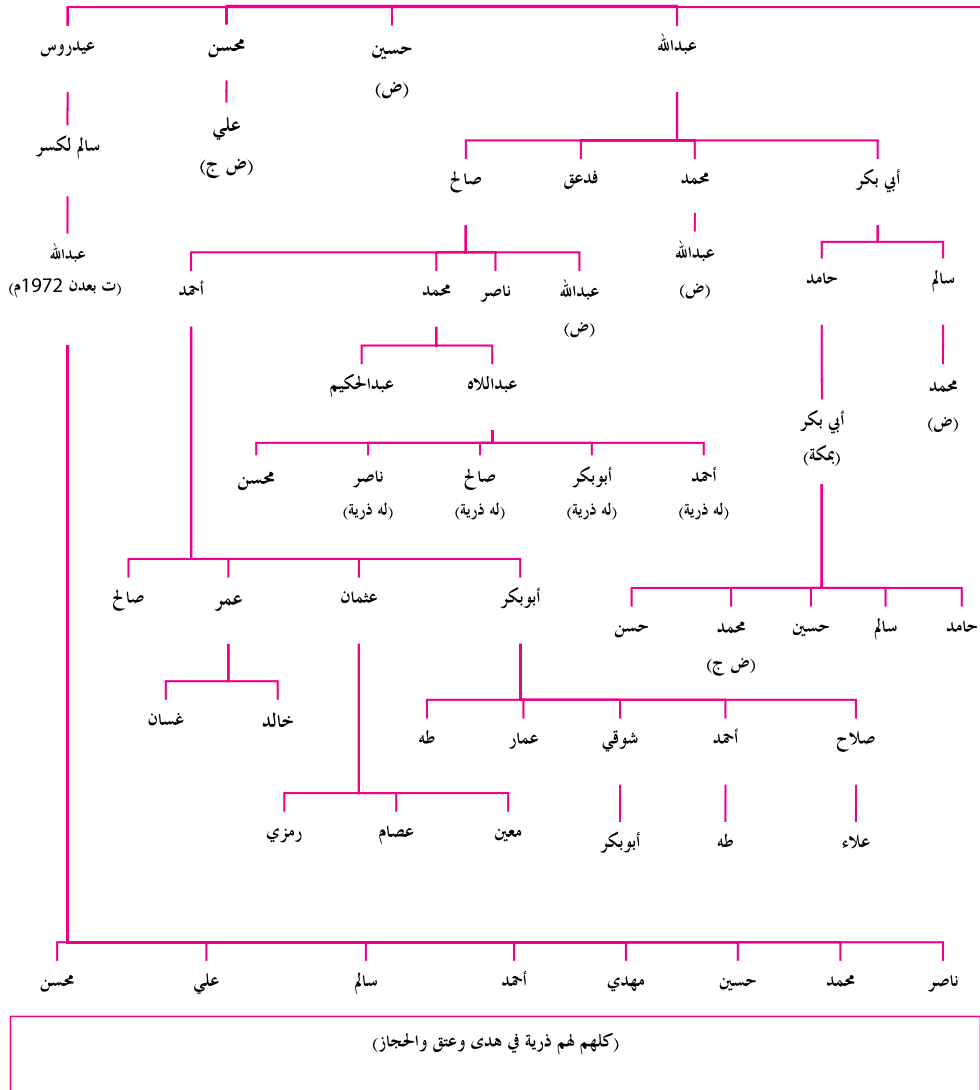 عبدالله
حسين
محسن
عيدروس
(ض)
علي
(ض ج)
سالم لكسر
أبي بكر
محمد
فدعق
صالح
عبدالله
(ت بعدن 1972م)
عبدالله
(ض)
سالم
حامد
عبدالله
(ض)
ناصر
محمد
أحمد
عبداللاه
عبدالحكيم
محمد
(ض)
أبي بكر
(بمكة)
أحمد
أبوبكر
صالح
ناصر
محسن
(له ذرية)
(له ذرية)
(له ذرية)
(له ذرية)
أبوبكر
عثمان
عمر
صالح
حامد
سالم
حسين
محمد
حسن
(ض ج)
خالد
غسان
صلاح
أحمد
شوقي
عمار
طه
معين
عصام
رمزي
علاء
طه
أبوبكر
ناصر
محمد
حسين
مهدي
أحمد
سالم
علي
محسن
(كلهم لهم ذرية في هدى وعتق والحجاز)